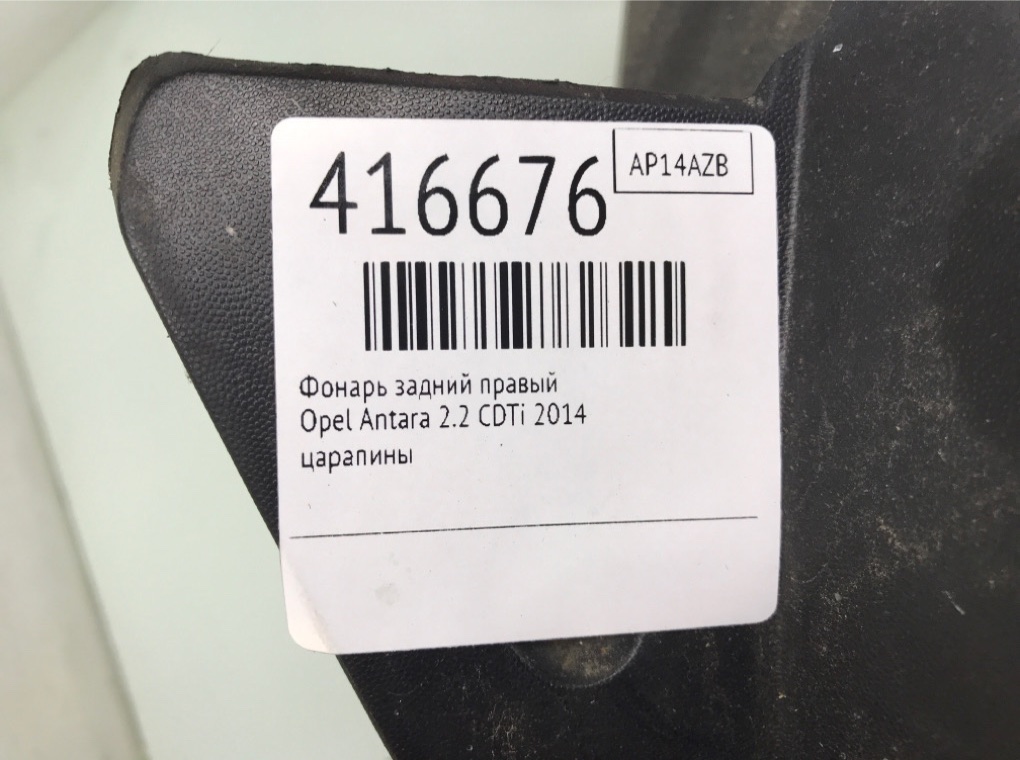 416676
AP14AZB
Фонарь задний правый
Opel Antara 2.2 CDTi 2014
царапины